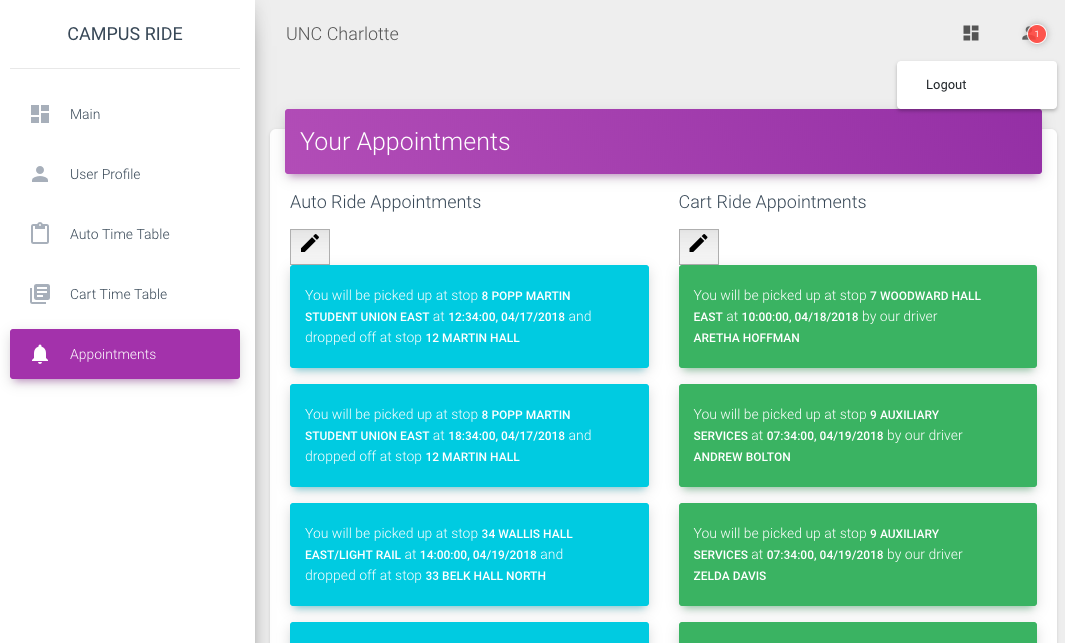 CAMPUS RIDE
Main
User Profile
Auto Time Table
Cart Time Table
Appointments
UNC Charlotte
1
Logout
Your Appointments
Auto Ride Appointments
You will be picked up at stop 8 POPP MARTIN
STUDENT UNION EAST at 12:34:00, 04/17/2018 and
dropped off at stop 12 MARTIN HALL
You will be picked up at stop 8 POPP MARTIN
STUDENT UNION EAST at 18:34:00, 04/17/2018 and
dropped off at stop 12 MARTIN HALL
You will be picked up at stop 34 WALLIS HALL
EAST/LIGHT RAIL at 14:00:00, 04/19/2018 and
dropped off at stop 33 BELK HALL NORTH
Cart Ride Appointments
You will be picked up at stop 7 WOODWARD HALL
EAST at 10:00:00, 04/18/2018 by our driver
ARETHA HOFFMAN
You will be picked up at stop 9 AUXILIARY
SERVICES at 07:34:00, 04/19/2018 by our driver
ANDREW BOLTON
You will be picked up at stop 9 AUXILIARY
SERVICES at 07:34:00, 04/19/2018 by our driver
ZELDA DAVIS